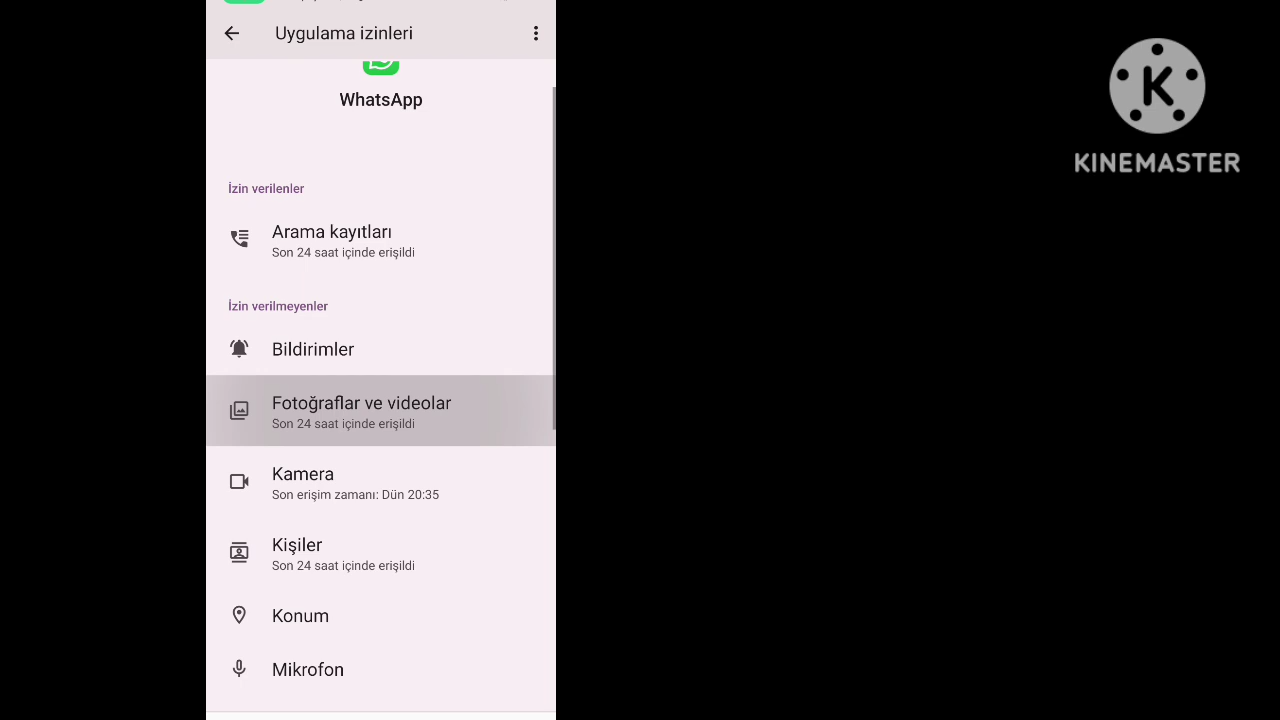 Uygulama izinleri
WhatsApp
İzin verilenler
Arama kayıtları
Son 24 saat içinde erişildi
İzin verilmeyenler
Bildirimler
Fotoğraflar ve videolar
Son 24 saat içinde erişildi
Kamera
Son erişim zamanı: Dün 20:35
Kişiler
Son 24 saat içinde erişildi
Konum
Mikrofon
K
KINEMASTER